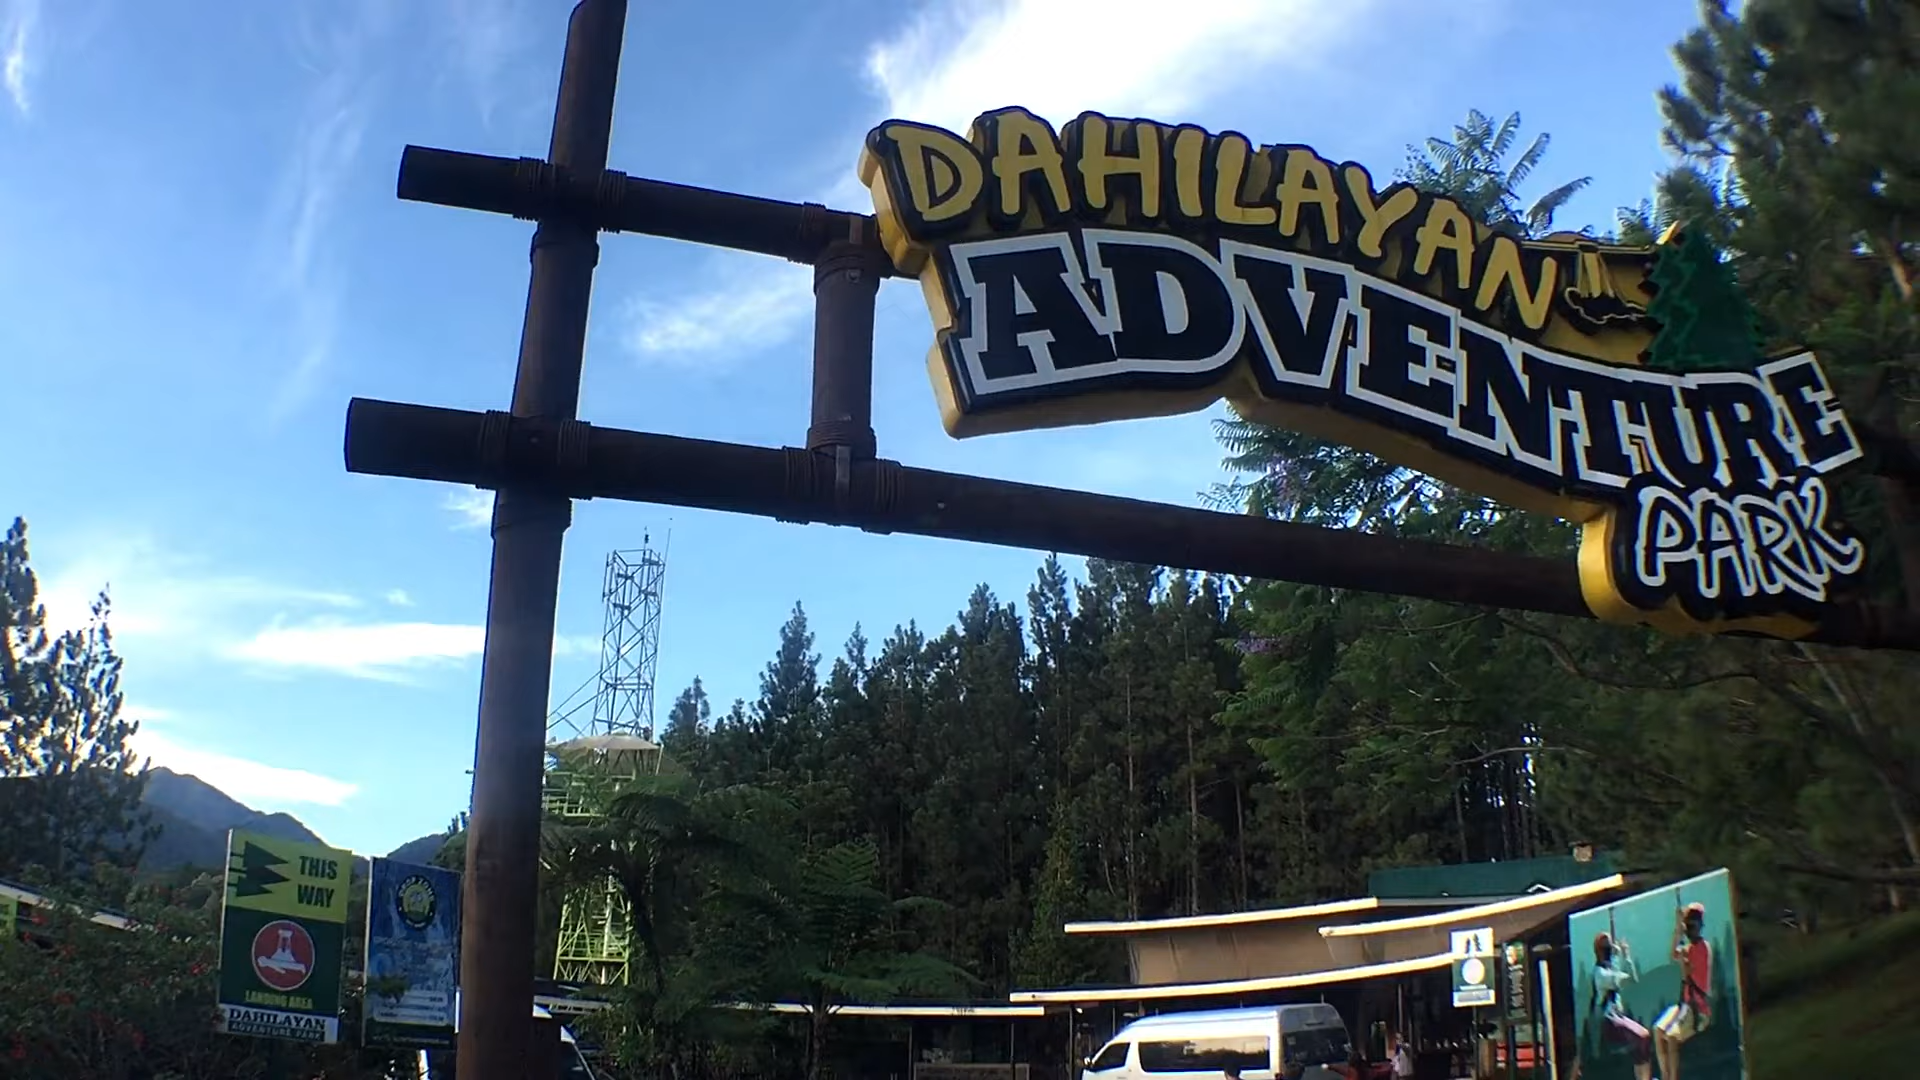 DAHILAYAN
ADVENTURE
PARK
THIS
WAY
LANDING AREA
DAHILAYAN
ADVENTURE PARK